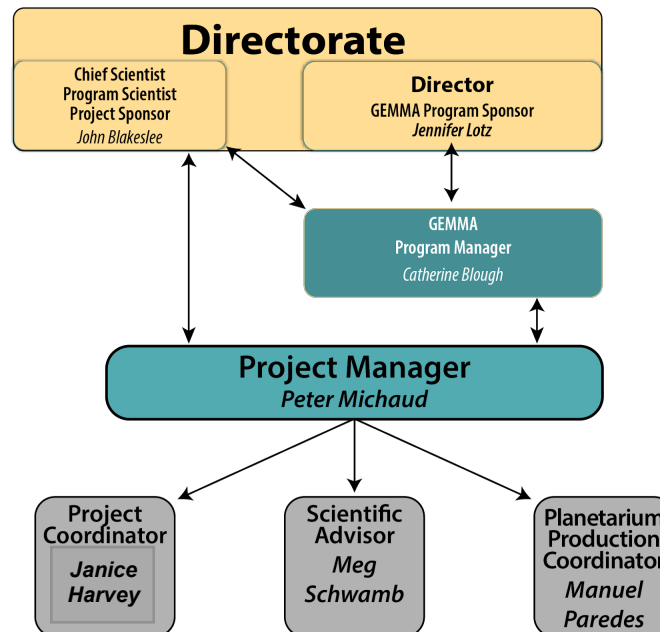 Directorate
Chief Scientist
Program Scientist
Project Sponsor
John Blakeslee
Director
GEMMA Program Sponsor
Jennifer Lotz
GEMMA
Program Manager
Catherine Blough
Project Manager
Peter Michaud
Project
Coordinator
Janice
Harvey
Scientific
Advisor
Meg
Schwamb
Planetarium
Production
Coordinator
Manuel
Paredes